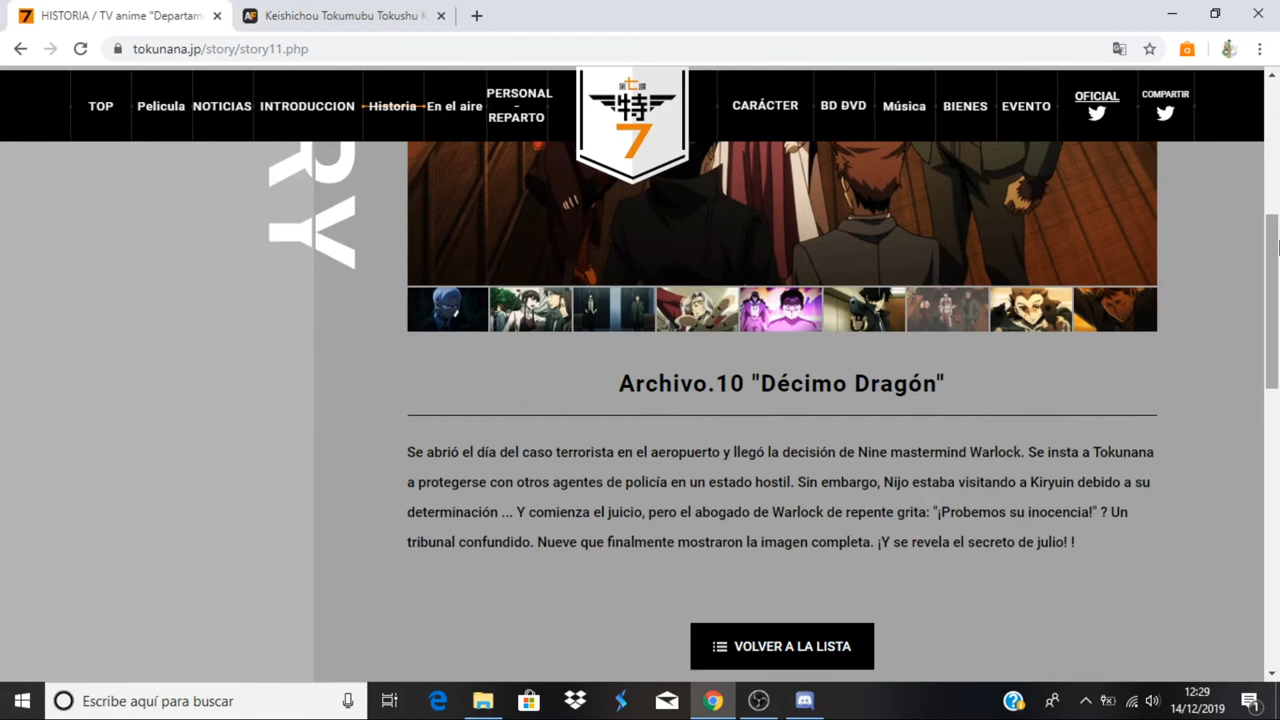 HISTORIA / TV anime "Departam
Keishichou Tokumubu Tokushu K
tokunana.jp/story/story11.php
TOP
Pelicula
NOTICIAS
INTRODUCCION
Historia
En el aire
PERSONAL
-
REPARTO
第七課
特
7
CARÁCTER
BD DVD
Música
BIENES
EVENTO
OFICIAL
COMPARTIR
RY
Archivo.10 "Décimo Dragón"
Se abrió el día del caso terrorista en el aeropuerto y llegó la decisión de Nine mastermind Warlock. Se insta a Tokunana
a protegerse con otros agentes de policía en un estado hostil. Sin embargo, Nijo estaba visitando a Kiryuin debido a su
determinación ... Y comienza el juicio, pero el abogado de Warlock de repente grita: "¡Probemos su inocencia!" ? Un
tribunal confundido. Nueve que finalmente mostraron la imagen completa. ¡Y se revela el secreto de julio! !
VOLVER A LA LISTA
Escribe aquí para buscar
12:29
14/12/2019
1